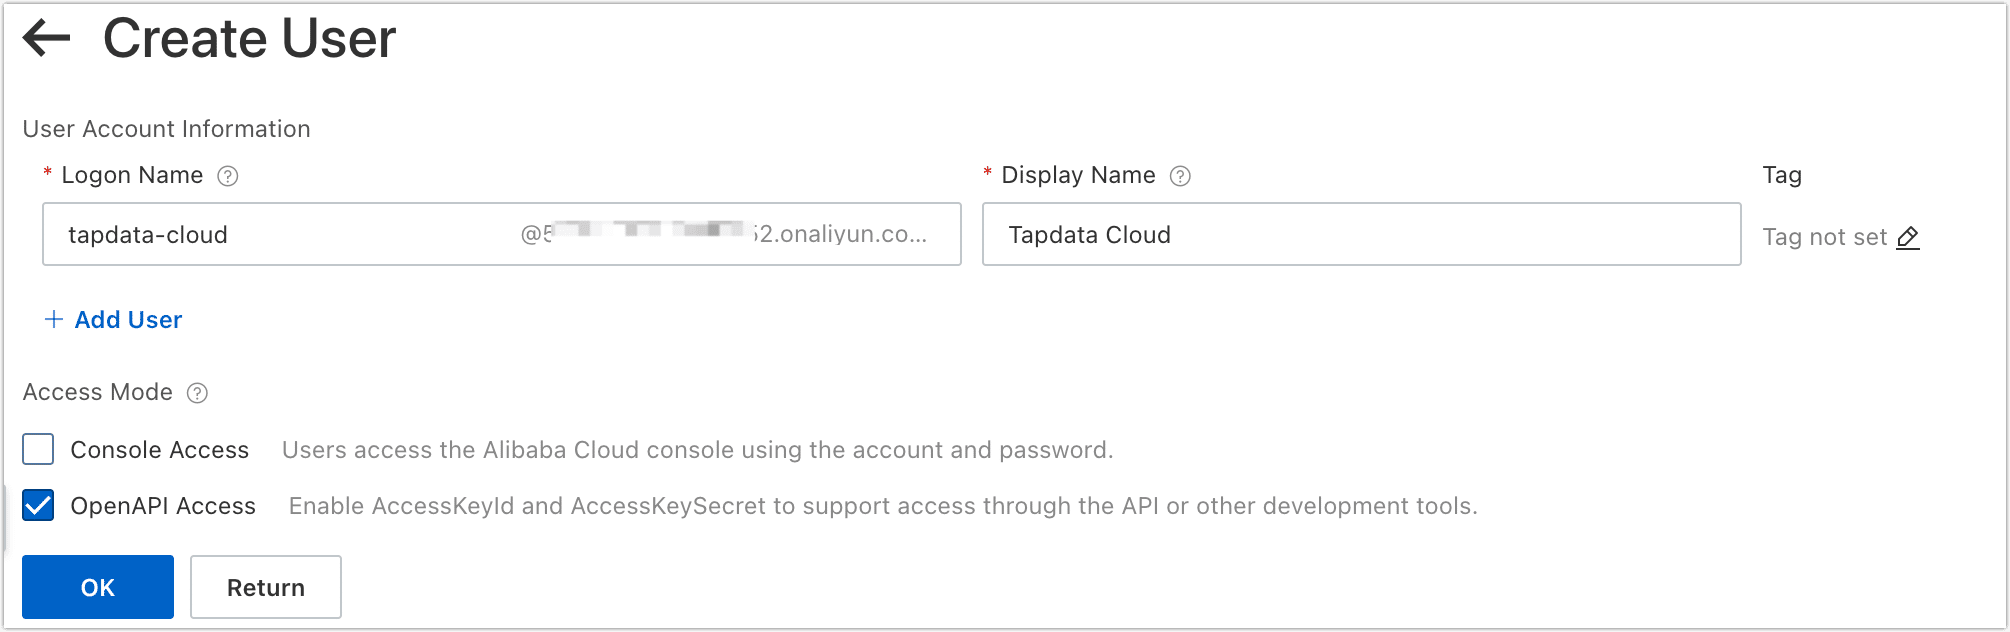 Create User
User Account Information
* Logon Name ?
* Display Name ?
Tag
tapdata-cloud
52.onaliyun.co...
Tapdata Cloud
Tag not set
+ Add User
Access Mode ?
Console Access Users access the Alibaba Cloud console using the account and password.
OpenAPI Access Enable AccessKeyId and AccessKeySecret to support access through the API or other development tools.
OK
Return